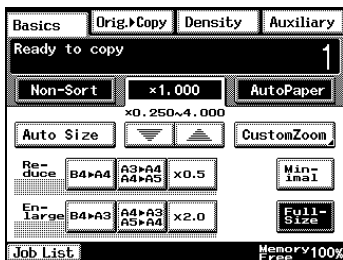 Basics Orig.▸Copy Density Auxiliary
Ready to copy 1
Non-Sort ×1.000 AutoPaper
×0.250~4.000
Auto Size CustomZoom
Re-
duce B4▸A4 A3▸A4 A4▸A5 ×0.5 Min-
imal
En-
large B4▸A3 A4▸A3 A5▸A4 ×2.0 Full-
Size
Job List Memory Free 100%